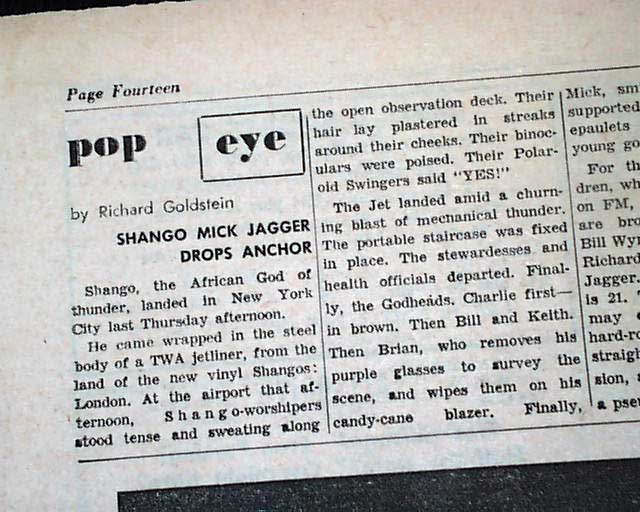 Page Fourteen
pop eye
by Richard Goldstein
SHANGO MICK JAGGER
DROPS ANCHOR
Shango, the African God of
thunder, landed in New York
City last Thursday afternoon.
He came wrapped in the steel
body of a TWA jetliner, from the
land of the new vinyl Shangos:
London. At the airport that af-
ternoon, Shango-worshipers
stood tense and sweating along
the open observation deck. Their
hair lay plastered in streaks
around their cheeks. Their binoc-
ulars were poised. Their Polar-
oid Swingers said "YES!"
The Jet landed amid a churn-
ing blast of mechanical thunder.
The portable staircase was fixed
in place. The stewardesses and
health officials departed. Final-
ly, the Godheads. Charlie first—
in brown. Then Bill and Keith.
Then Brian, who removes his
purple glasses to survey the
scene, and wipes them on his
candy-cane blazer. Finally,
Mick,
supported
epaulets
young
For
dren,
on FM,
are
Bill
Richard
Jagger.
is 21.
may
a